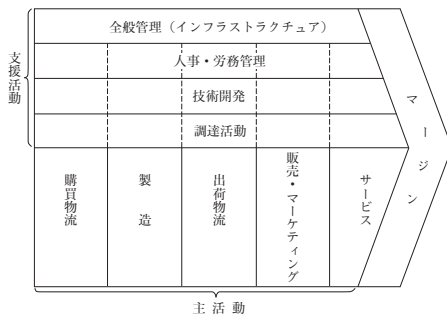 支援活動
全般管理（インフラストラクチュア）
人事・労務管理
技術開発
調達活動
購買物流
製造
出荷物流
販売・マーケティング
サービス
マージン
主活動